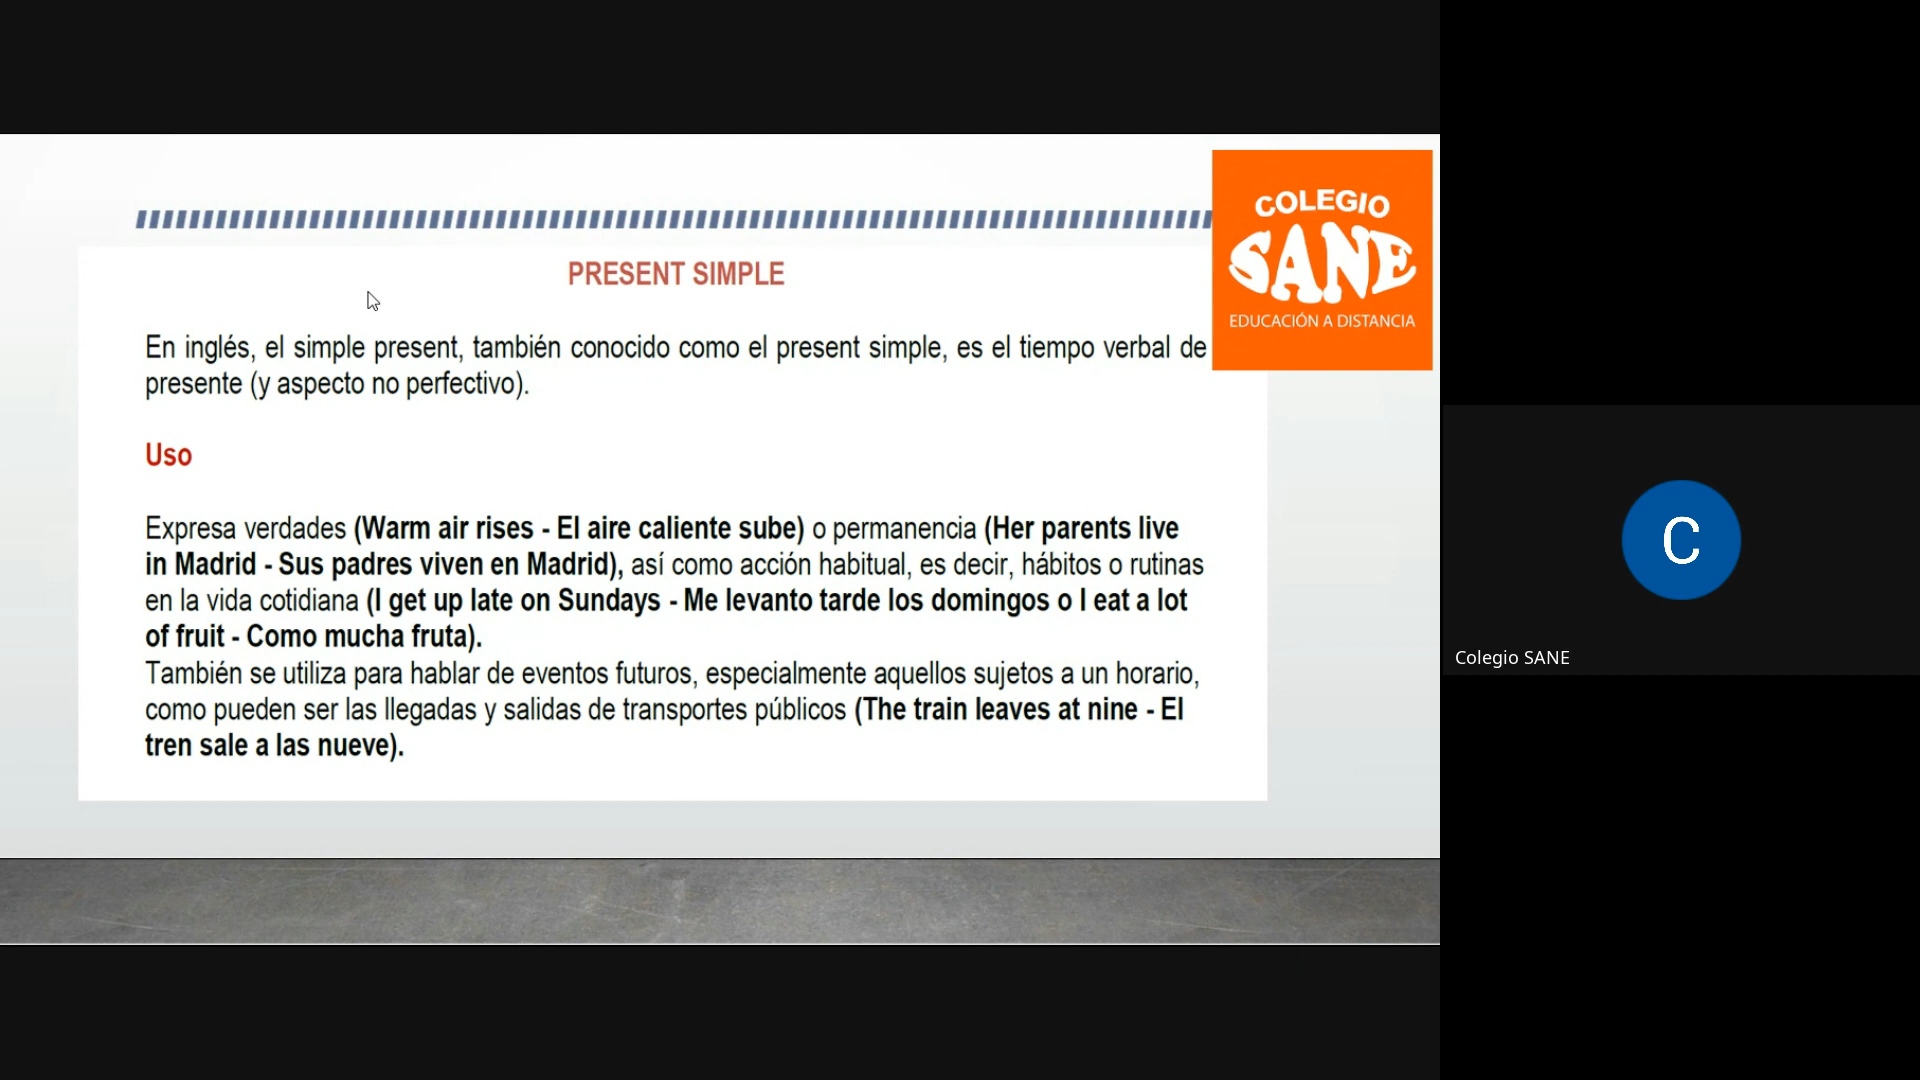 COLEGIO
SANE
EDUCACIÓN A DISTANCIA
PRESENT SIMPLE
En inglés, el simple present, también conocido como el present simple, es el tiempo verbal de
presente (y aspecto no perfectivo).
Uso
Expresa verdades (Warm air rises - El aire caliente sube) o permanencia (Her parents live
in Madrid - Sus padres viven en Madrid), así como acción habitual, es decir, hábitos o rutinas
en la vida cotidiana (I get up late on Sundays - Me levanto tarde los domingos o I eat a lot
of fruit - Como mucha fruta).
También se utiliza para hablar de eventos futuros, especialmente aquellos sujetos a un horario,
como pueden ser las llegadas y salidas de transportes públicos (The train leaves at nine - El
tren sale a las nueve).
C
Colegio SANE